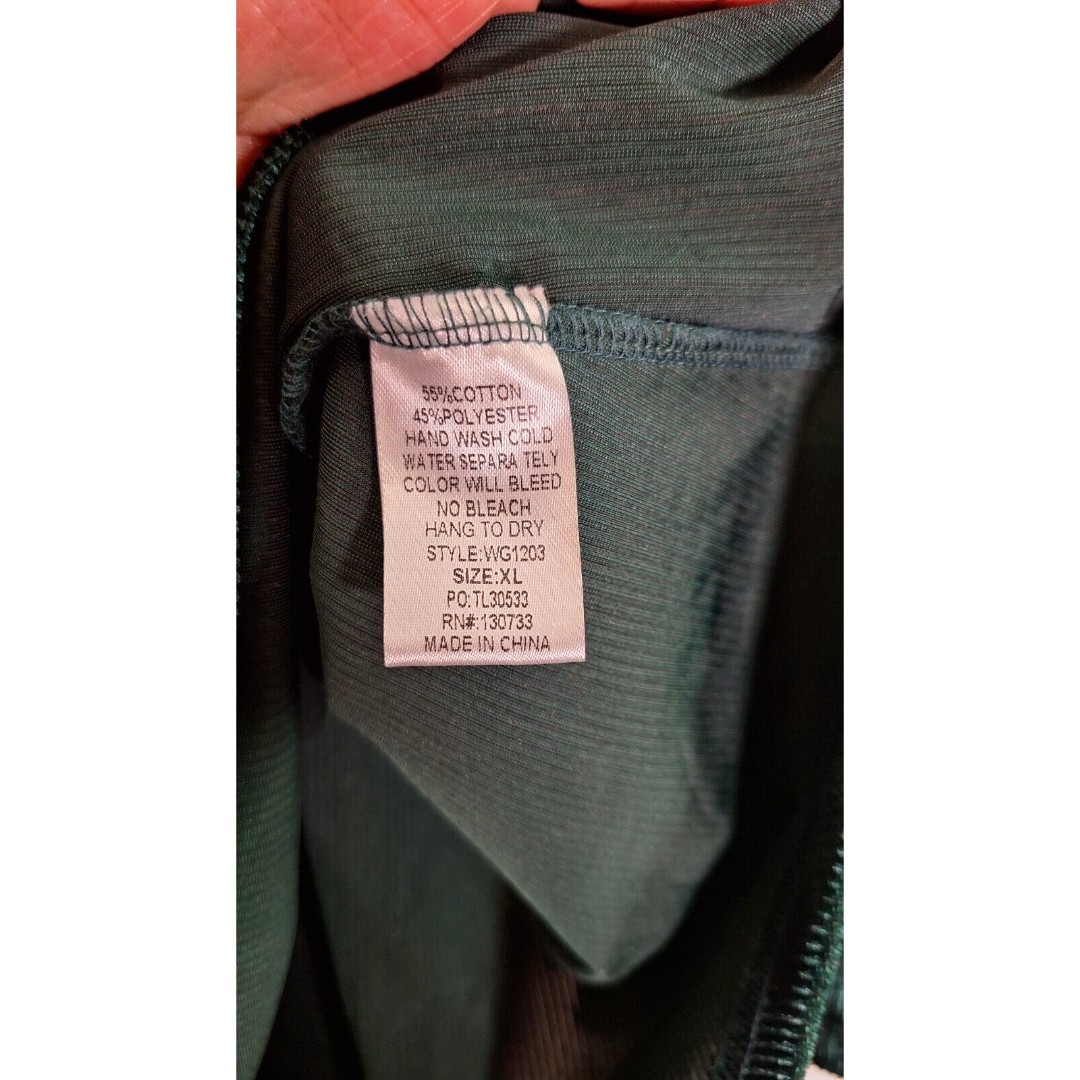 55%COTTON
45%POLYESTER
HAND WASH COLD
WATER SEPARA TELY
COLOR WILL BLEED
NO BLEACH
HANG TO DRY
STYLE:WG1203
SIZE:XL
PO:TL30533
RN#:130733
MADE IN CHINA